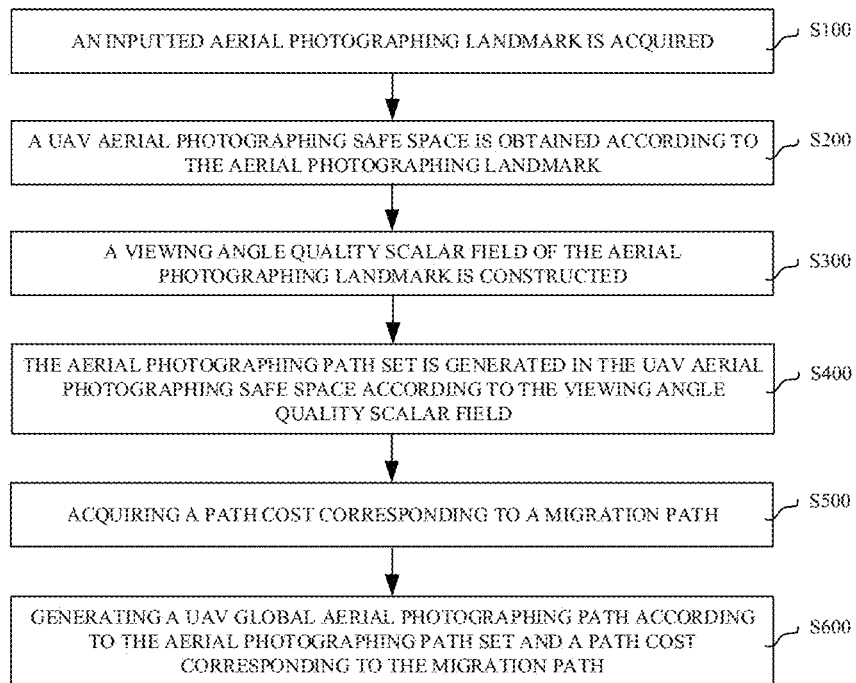 AN INPUTTED AERIAL PHOTOGRAPHING LANDMARK IS ACQUIRED
S100
A UAV AERIAL PHOTOGRAPHING SAFE SPACE IS OBTAINED ACCORDING TO
THE AERIAL PHOTOGRAPHING LANDMARK
S200
A VIEWING ANGLE QUALITY SCALAR FIELD OF THE AERIAL
PHOTOGRAPHING LANDMARK IS CONSTRUCTED
S300
THE AERIAL PHOTOGRAPHING PATH SET IS GENERATED IN THE UAV AERIAL
PHOTOGRAPHING SAFE SPACE ACCORDING TO THE VIEWING ANGLE
QUALITY SCALAR FIELD
S400
ACQUIRING A PATH COST CORRESPONDING TO A MIGRATION PATH
S500
GENERATING A UAV GLOBAL AERIAL PHOTOGRAPHING PATH ACCORDING
TO THE AERIAL PHOTOGRAPHING PATH SET AND A PATH COST
CORRESPONDING TO THE MIGRATION PATH
S600